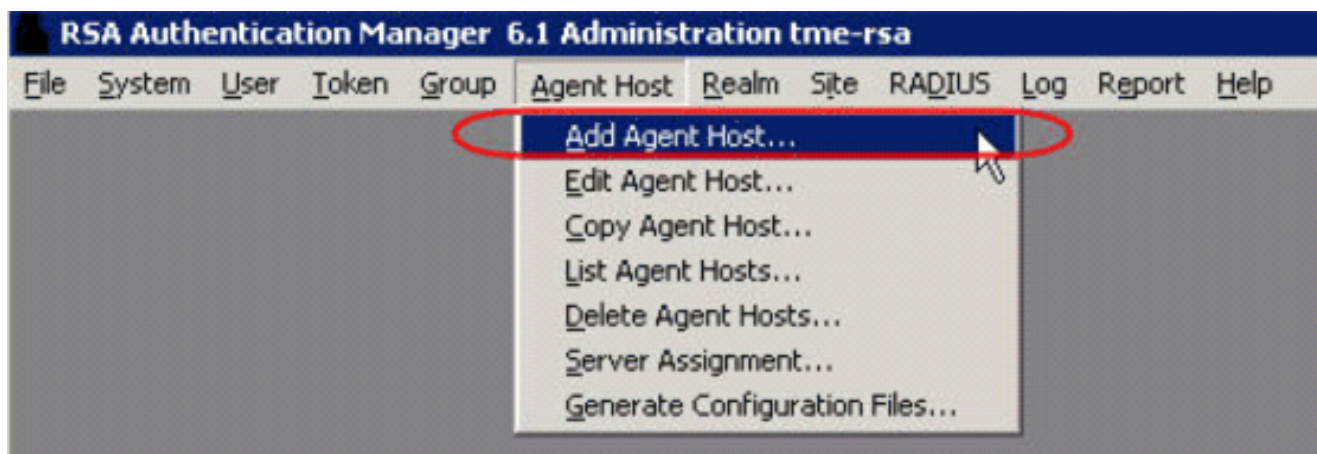 RSA Authentication Manager 6.1 Administration tme-rsa
File System User Token Group Agent Host Realm Site RADIUS Log Report Help
Add Agent Host...
Edit Agent Host...
Copy Agent Host...
List Agent Hosts...
Delete Agent Hosts...
Server Assignment...
Generate Configuration Files...